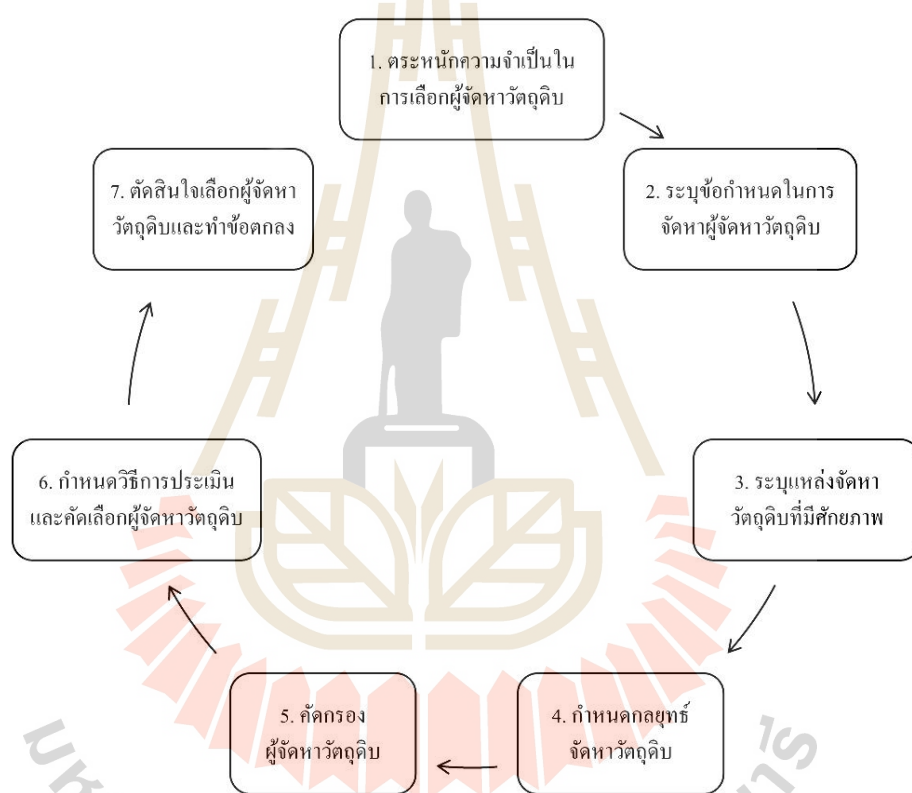 1. ตระหนักความจำเป็นใน
การเลือกผู้จัดหาวัตถุดิบ
2. ระบุข้อกำหนดในการ
จัดหาผู้จัดหาวัตถุดิบ
3. ระบุแหล่งจัดหา
วัตถุดิบที่มีศักยภาพ
4. กำหนดกลยุทธ์
จัดหาวัตถุดิบ
5. คัดกรอง
ผู้จัดหาวัตถุดิบ
6. กำหนดวิธีการประเมิน
และคัดเลือกผู้จัดหาวัตถุดิบ
7. ตัดสินใจเลือกผู้จัดหา
วัตถุดิบและทำข้อตกลง